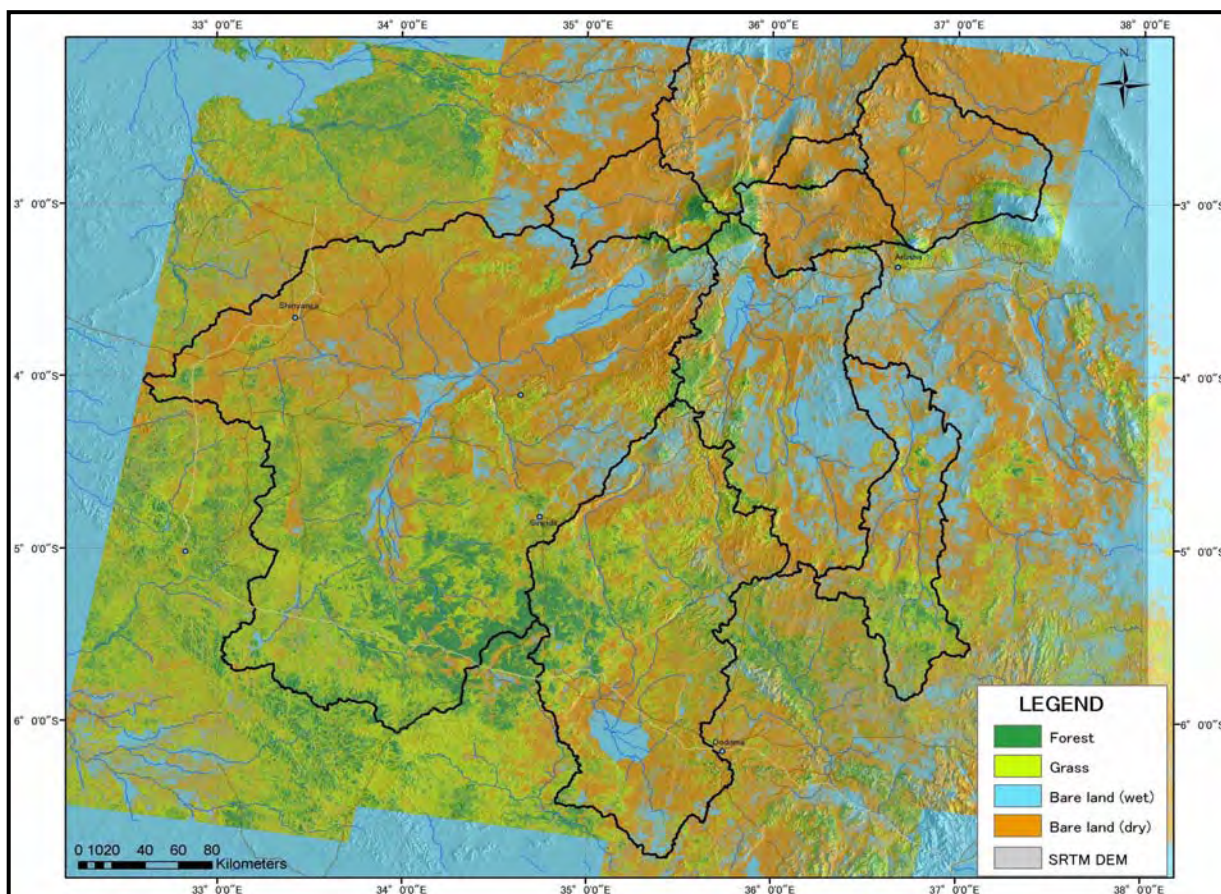 33° 0'0"E 34° 0'0"E 35° 0'0"E 36° 0'0"E 37° 0'0"E 38° 0'0"E
N
3° 0'0"S 3° 0'0"S
Arusha
Shinyanga
4° 0'0"S 4° 0'0"S
Singida
5° 0'0"S 5° 0'0"S
6° 0'0"S 6° 0'0"S
Dodoma
LEGEND
Forest
Grass
Bare land (wet)
Bare land (dry)
SRTM DEM
0 1020 40 60 80
Kilometers
33° 0'0"E 34° 0'0"E 35° 0'0"E 36° 0'0"E 37° 0'0"E 38° 0'0"E